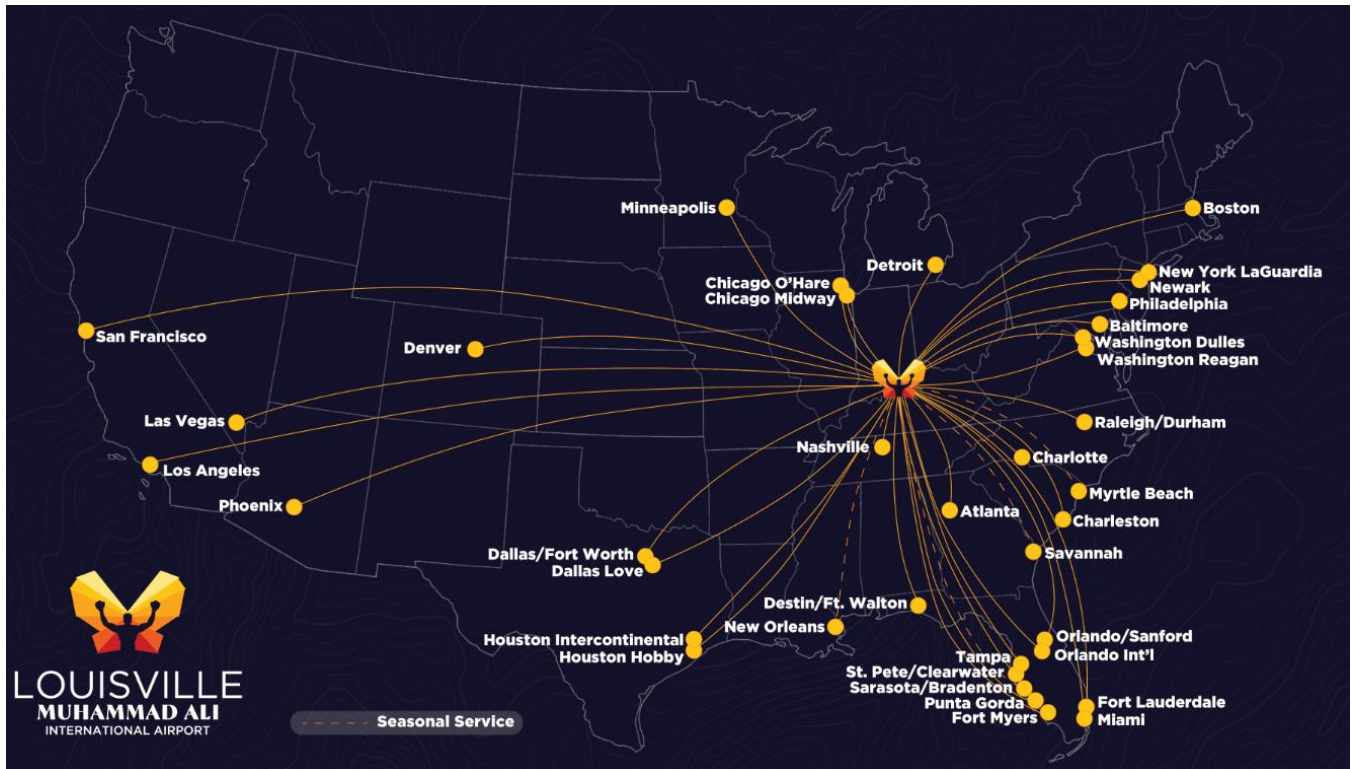 Minneapolis
Boston
Detroit
New York LaGuardia
Newark
Chicago O'Hare
Chicago Midway
Philadelphia
Baltimore
Washington Dulles
Washington Reagan
San Francisco
Denver
Las Vegas
Raleigh/Durham
Nashville
Charlotte
Los Angeles
Phoenix
Myrtle Beach
Atlanta
Charleston
Savannah
Dallas/Fort Worth
Dallas Love
Destin/Ft. Walton
New Orleans
Houston Intercontinental
Houston Hobby
Orlando/Sanford
Orlando Int'l
Tampa
St. Pete/Clearwater
Sarasota/Bradenton
Punta Gorda
Fort Myers
Fort Lauderdale
Miami
LOUISVILLE
MUHAMMAD ALI
INTERNATIONAL AIRPORT
Seasonal Service